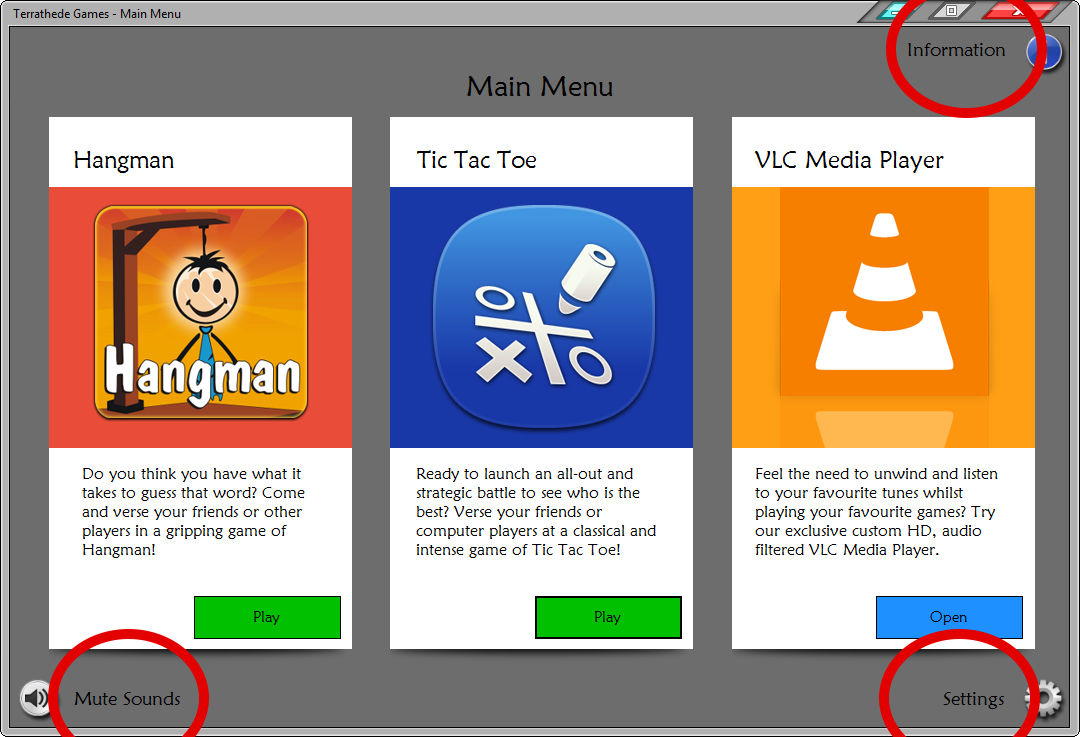 Terrathede Games - Main Menu
Information
Main Menu
Hangman
Hangman
Do you think you have what it
takes to guess that word? Come
and verse your friends or other
players in a gripping game of
Hangman!
Play
Tic Tac Toe
Ready to launch an all-out and
strategic battle to see who is the
best? Verse your friends or
computer players at a classical and
intense game of Tic Tac Toe!
Play
VLC Media Player
Feel the need to unwind and listen
to your favourite tunes whilst
playing your favourite games? Try
our exclusive custom HD, audio
filtered VLC Media Player.
Open
Mute Sounds
Settings